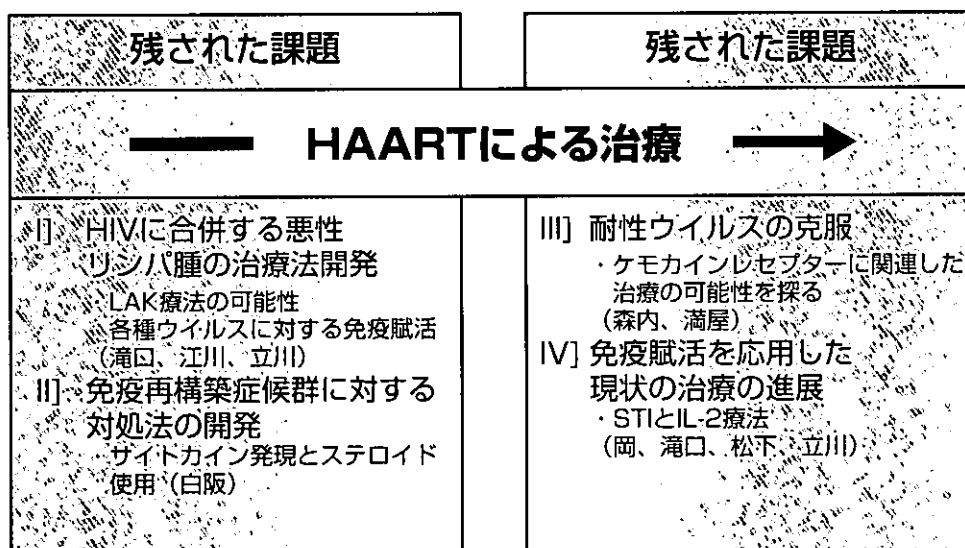 残された課題
残された課題
HAARTによる治療
I] HIVに合併する悪性
リンパ腫の治療法開発
・LAK療法の可能性
各種ウイルスに対する免疫賦活
(滝口、江川、立川)
II] 免疫再構築症候群に対する
対処法の開発
・サイトカイン発現とステロイド
使用(白阪)
III] 耐性ウイルスの克服
・ケモカインレセプターに関連した
治療の可能性を探る
(森内、満屋)
IV] 免疫賦活を応用した
現状の治療の進展
・STIとIL-2療法
(岡、滝口、松下、立川)